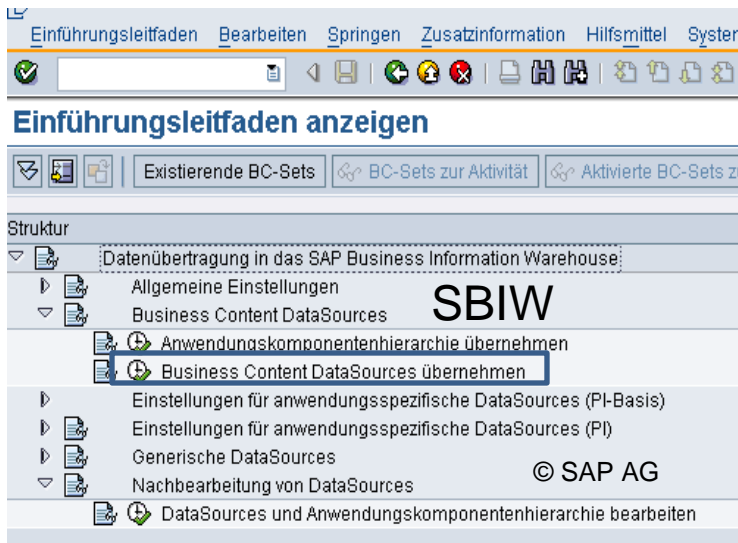 Einführungsleitfaden Bearbeiten Springen Zusatzinformation Hilfsmittel
Einführungsleitfaden anzeigen
Existierende BC-Sets BC-Sets zur Aktivität Aktivierte BC-Sets
Struktur
Datenübertragung in das SAP Business Information Warehouse
Allgemeine Einstellungen
SBIW
Business Content DataSources
Anwendungskomponentenhierarchie übernehmen
Business Content DataSources übernehmen
Einstellungen für anwendungsspezifische DataSources (PI-Basis)
Einstellungen für anwendungsspezifische DataSources (PI)
Generische DataSources
© SAP AG
Nachbearbeitung von DataSources
DataSources und Anwendungskomponentenhierarchie bearbeiten